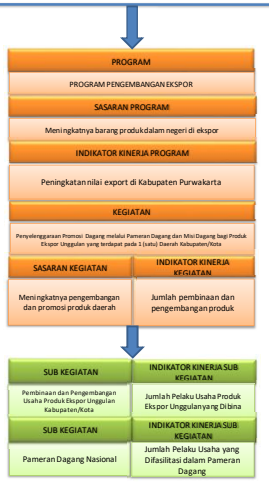 PROGRAM
PROGRAM PENGEMBANGAN EKSPOR
SASARAN PROGRAM
Meningkatnya barang produk dalam negeri di ekspor
INDIKATOR KINERJA PROGRAM
Peningkatan nilai export di Kabupaten Purwakarta
KEGIATAN
Penyelenggaraan Promosi Dagang melalui Pameran Dagang dan Misi Dagang bagi Produk
Ekspor Unggulan yang terdapat pada 1 (satu) Daerah Kabupaten/Kota
SASARAN KEGIATAN
INDIKATOR KINERJA
KEGIATAN
Meningkatnya pengembangan
dan promosi produk daerah
Jumlah pembinaan dan
pengembangan produk
SUB KEGIATAN
INDIKATOR KINERJA SUB
KEGIATAN
Pembinaan dan Pengembangan
Usaha Produk Ekspor Unggulan
Kabupaten/Kota
Jumlah Pelaku Usaha Produk
Ekspor Unggulan yang Dibina
SUB KEGIATAN
INDIKATOR KINERJA SUB
KEGIATAN
Pameran Dagang Nasional
Jumlah Pelaku Usaha yang
Difasilitasi dalam Pameran
Dagang